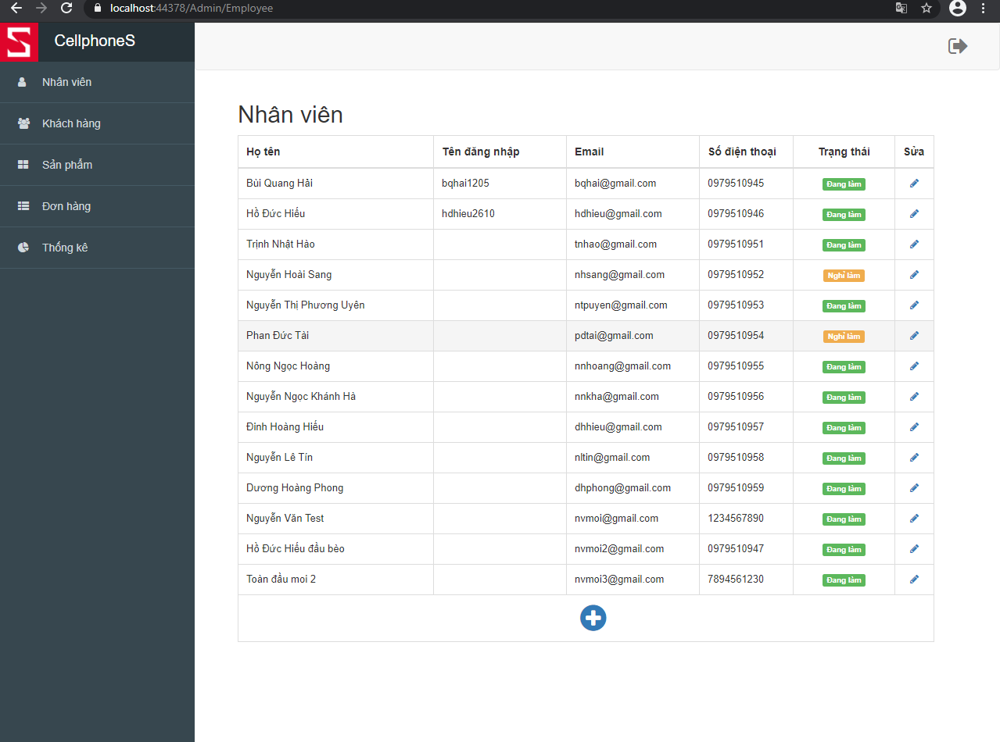 localhost:44378/Admin/Employee
CellphoneS
Nhân viên
Khách hàng
Sản phẩm
Đơn hàng
Thống kê
Nhân viên
Họ tên Tên đăng nhập Email Số điện thoại Trạng thái Sửa
Bùi Quang Hải bqhai1205 bqhai@gmail.com 0979510945 Đang làm
Hồ Đức Hiếu hdhieu2610 hdhieu@gmail.com 0979510946 Đang làm
Trịnh Nhật Hào tnhao@gmail.com 0979510951 Đang làm
Nguyễn Hoài Sang nhsang@gmail.com 0979510952 Nghỉ làm
Nguyễn Thị Phương Uyên ntpuyen@gmail.com 0979510953 Đang làm
Phan Đức Tài pdtai@gmail.com 0979510954 Nghỉ làm
Nông Ngọc Hoàng nnhoang@gmail.com 0979510955 Đang làm
Nguyễn Ngọc Khánh Hà nnkha@gmail.com 0979510956 Đang làm
Đinh Hoàng Hiếu dhhieu@gmail.com 0979510957 Đang làm
Nguyễn Lê Tín nltin@gmail.com 0979510958 Đang làm
Dương Hoàng Phong dhphong@gmail.com 0979510959 Đang làm
Nguyễn Văn Test nvmoi@gmail.com 1234567890 Đang làm
Hồ Đức Hiếu đầu bèo nvmoi2@gmail.com 0979510947 Đang làm
Toàn đầu moi 2 nvmoi3@gmail.com 7894561230 Đang làm